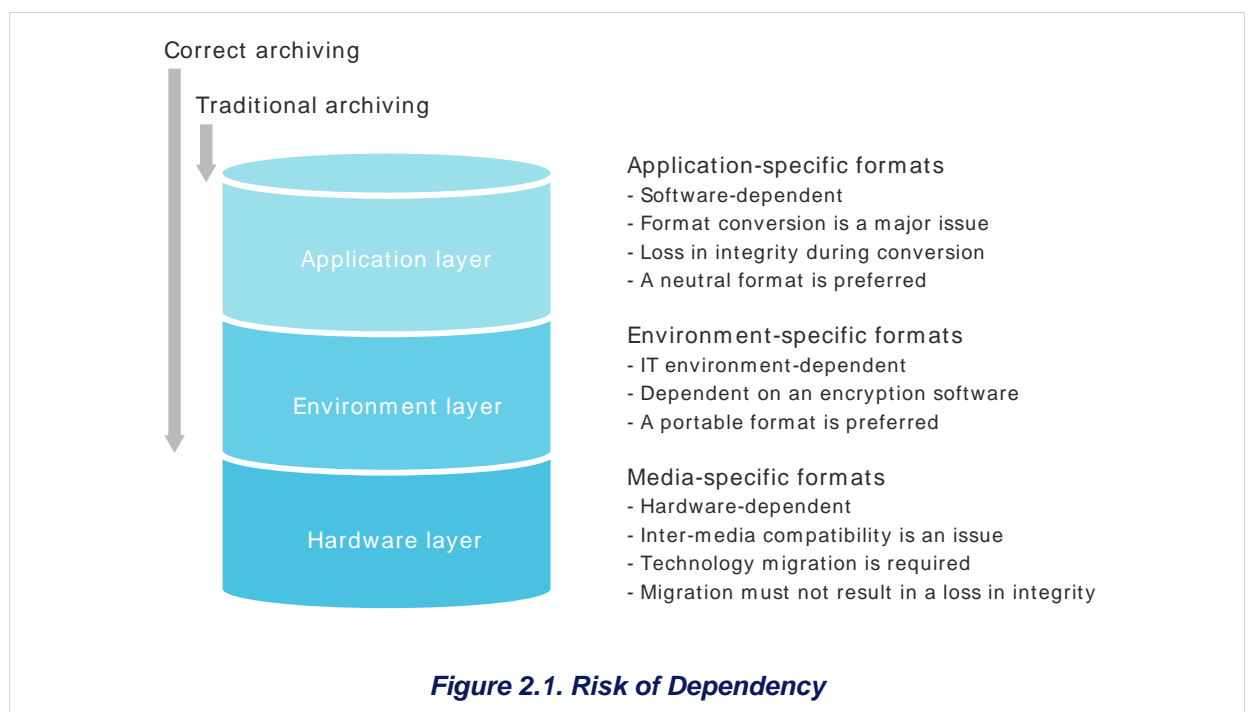 Correct archiving
Traditional archiving
Application layer
Environment layer
Hardware layer
Application-specific formats
- Software-dependent
- Format conversion is a major issue
- Loss in integrity during conversion
- A neutral format is preferred
Environment-specific formats
- IT environment-dependent
- Dependent on an encryption software
- A portable format is preferred
Media-specific formats
- Hardware-dependent
- Inter-media compatibility is an issue
- Technology migration is required
- Migration must not result in a loss in integrity
Figure 2.1. Risk of Dependency